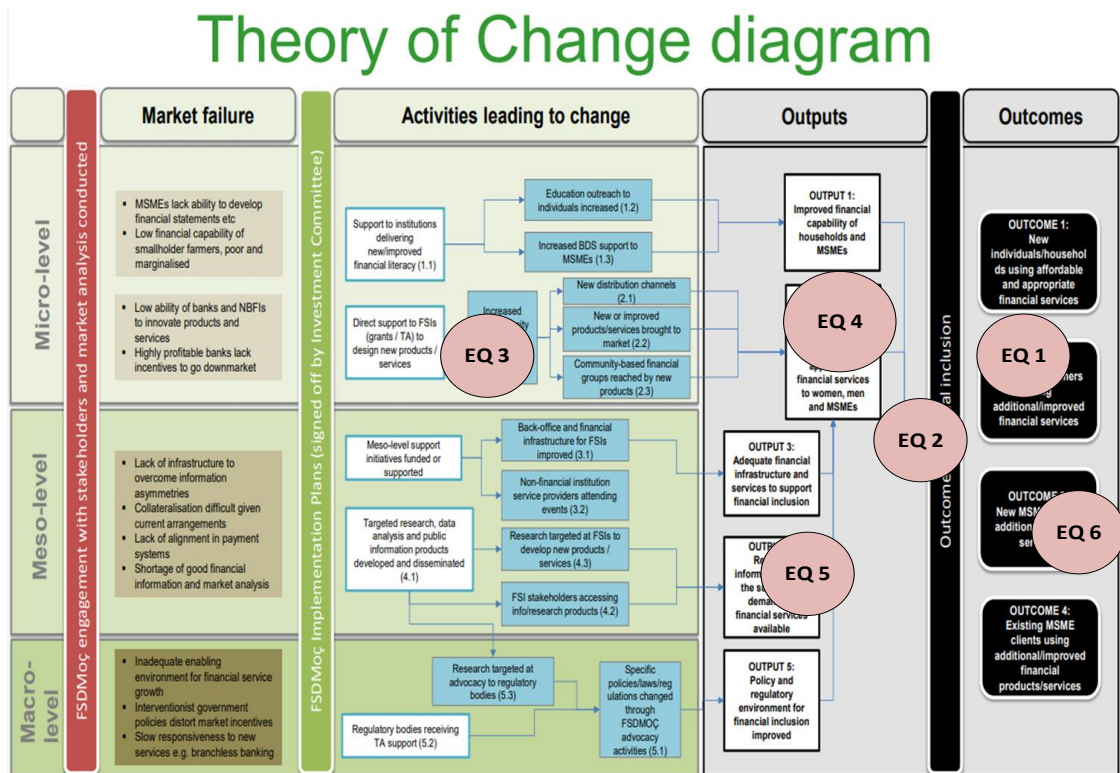 Theory of Change diagram
Market failure
Activities leading to change
Outputs
Outcomes
Micro-level
Meso-level
Macro-
level
FSDMoç engagement with stakeholders and market analysis conducted
MSMEs lack ability to develop
financial statements etc
Low financial capability of
smallholder farmers, poor and
marginalised
Low ability of banks and NBFIs
to innovate products and
services
Highly profitable banks lack
incentives to go downmarket
Lack of infrastructure to
overcome information
asymmetries
Collateralisation difficult given
current arrangements
Lack of alignment in payment
systems
Shortage of good financial
information and market analysis
Inadequate enabling
environment for financial service
growth
Interventionist government
policies distort market incentives
Slow responsiveness to new
services e.g. branchless banking
FSDMoç Implementation Plans (signed off by Investment Committee)
Support to institutions
delivering
new/improved
financial literacy (1.1)
Education outreach to
individuals increased (1.2)
Increased BDS support to
MSMEs (1.3)
Direct support to FSIs
(grants / TA) to
design new products /
services
Increased
EQ 3
New distribution channels
(2.1)
New or improved
products/services brought to
market (2.2)
Community-based financial
groups reached by new
products (2.3)
Meso-level support
initiatives funded or
supported
Back-office and financial
infrastructure for FSIs
improved (3.1)
Non-financial institution
service providers attending
events (3.2)
Targeted research, data
analysis and public
information products
developed and disseminated
(4.1)
Research targeted at FSIs to
develop new products /
services (4.3)
FSI stakeholders accessing
info/research products (4.2)
Research targeted at
advocacy to regulatory
bodies (5.3)
Regulatory bodies receiving
TA support (5.2)
Specific
policies/laws/reg
ulations changed
through
FSDMOÇ
advocacy
activities (5.1)
OUTPUT 1:
Improved financial
capability of
households and
MSMEs
EQ 4
financial services
to women, men
and MSMEs
OUTPUT 3:
Adequate financial
infrastructure and
services to support
financial inclusion
EQ 5
financial services
available
OUTPUT 5:
Policy and
regulatory
environment for
financial inclusion
improved
EQ 2
inclusion
OUTCOME 1:
New
individuals/househol
ds using affordable
and appropriate
financial services
EQ 1
additional/improved
financial services
EQ 6
OUTCOME 4:
Existing MSME
clients using
additional/improved
financial
products/services